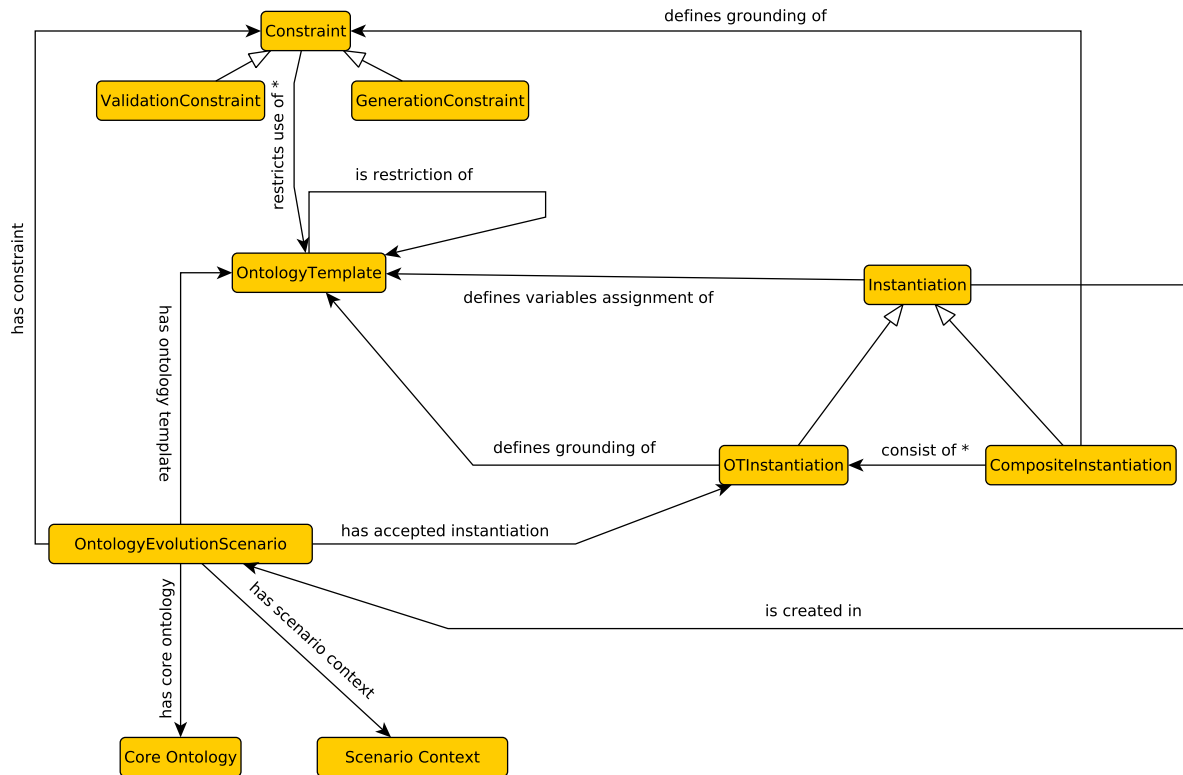 defines grounding of
Constraint
ValidationConstraint
GenerationConstraint
restricts use of *
is restriction of
has constraint
OntologyTemplate
Instantiation
defines variables assignment of
has ontology template
defines grounding of
consist of *
OTInstantiation
CompositeInstantiation
has accepted instantiation
OntologyEvolutionScenario
has core ontology
has scenario context
is created in
Core Ontology
Scenario Context